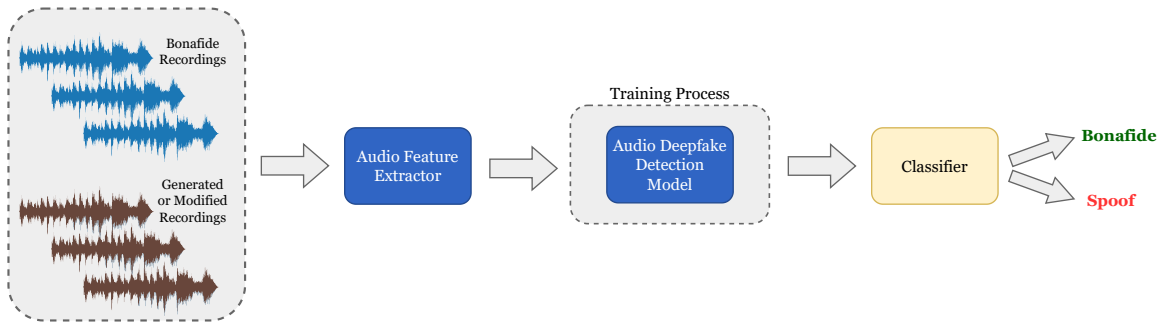 Bonafide
Recordings
Generated
or Modified
Recordings
Audio Feature
Extractor
Training Process
Audio Deepfake
Detection
Model
Classifier
Bonafide
Spoof